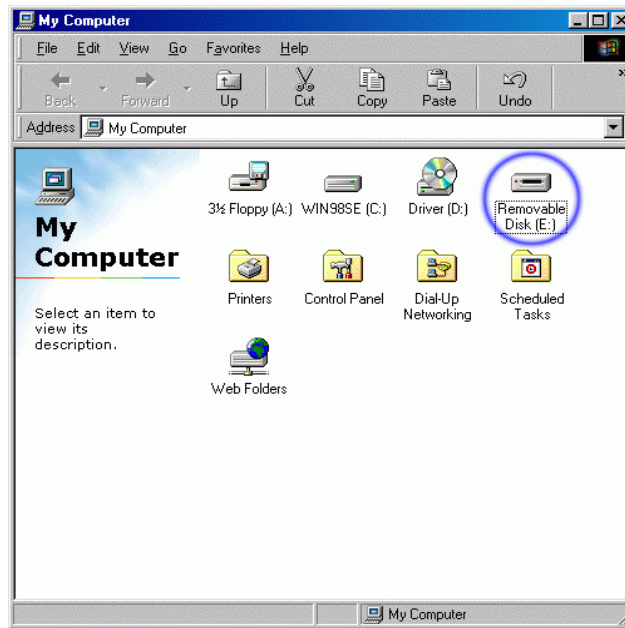 My Computer
File Edit View Go Favorites Help
Back Forward Up Cut Copy Paste Undo »
Address My Computer
My
Computer
Select an item to
view its
description.
3½ Floppy (A:) WIN98SE (C:) Driver (D:) Removable
Disk (E:)
Printers Control Panel Dial-Up
Networking Scheduled
Tasks
Web Folders
My Computer